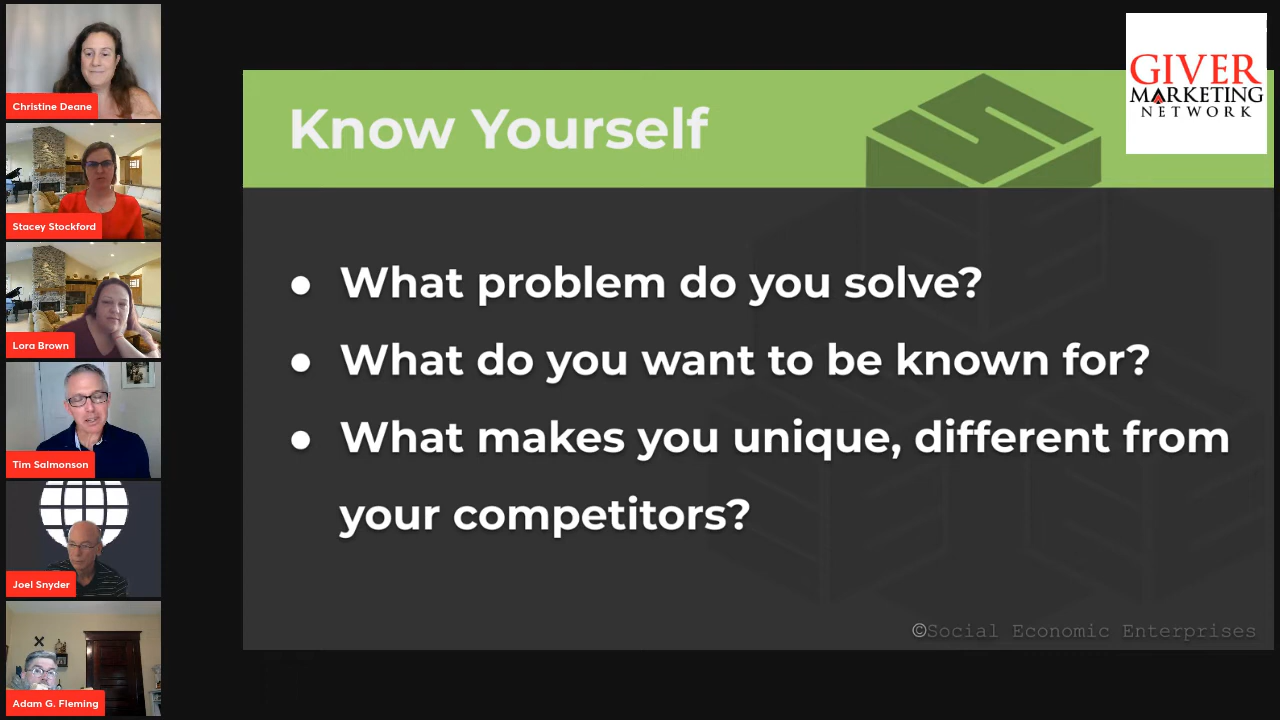 Christine Deane
Stacey Stockford
Lora Brown
Tim Salmonson
Joel Snyder
Adam G. Fleming
GIVER
MARKETING
NETWORK
Know Yourself
● What problem do you solve?
● What do you want to be known for?
● What makes you unique, different from
your competitors?
©Social Economic Enterprises